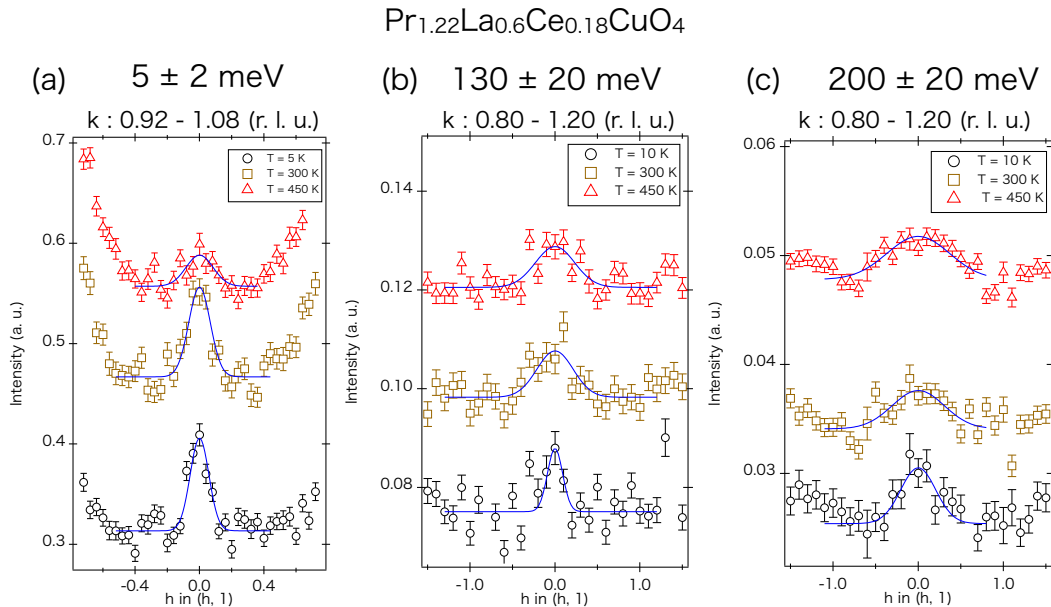 Pr1.22La0.6Ce0.18CuO4
(a) 5 ± 2 meV
k : 0.92 - 1.08 (r. l. u.)
T = 5 K
T = 300 K
T = 450 K
Intensity (a. u.)
0.7
0.6
0.5
0.4
0.3
-0.4
0.0
0.4
h in (h, 1)
(b) 130 ± 20 meV
k : 0.80 - 1.20 (r. l. u.)
T = 10 K
T = 300 K
T = 450 K
Intensity (a. u.)
0.14
0.12
0.10
0.08
-1.0
0.0
1.0
h in (h, 1)
(c) 200 ± 20 meV
k : 0.80 - 1.20 (r. l. u.)
T = 10 K
T = 300 K
T = 450 K
Intensity (a. u.)
0.06
0.05
0.04
0.03
-1.0
0.0
1.0
h in (h, 1)